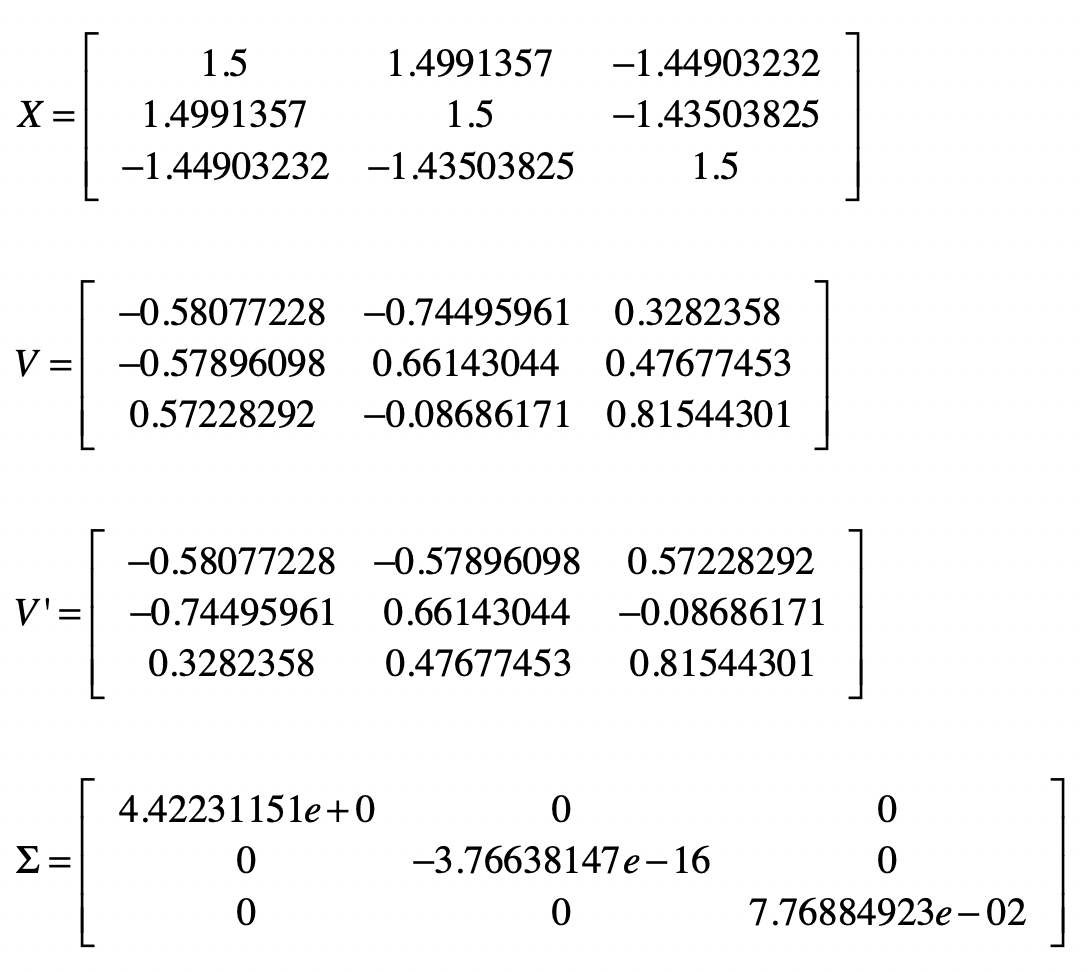 1.5 1.4991357 −1.44903232
X = 1.4991357 1.5 −1.43503825
−1.44903232 −1.43503825 1.5
−0.58077228 −0.74495961 0.3282358
V = −0.57896098 0.66143044 0.47677453
0.57228292 −0.08686171 0.81544301
−0.58077228 −0.57896098 0.57228292
V' = −0.74495961 0.66143044 −0.08686171
0.3282358 0.47677453 0.81544301
4.42231151e+0 0 0
Σ = 0 −3.76638147e−16 0
0 0 7.76884923e−02